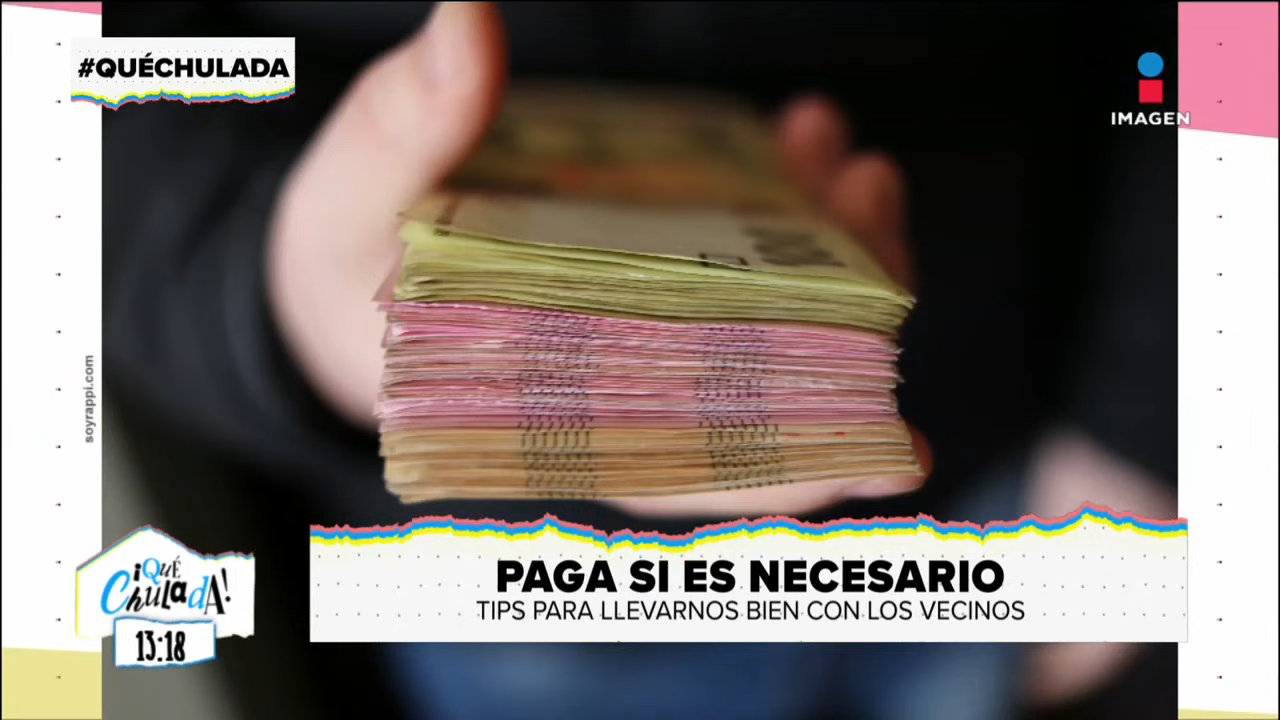 #QUÉCHULADA
IMAGEN
soyrappi.com
¡QUÉ
ChuladA!
13:18
PAGA SI ES NECESARIO
TIPS PARA LLEVARNOS BIEN CON LOS VECINOS